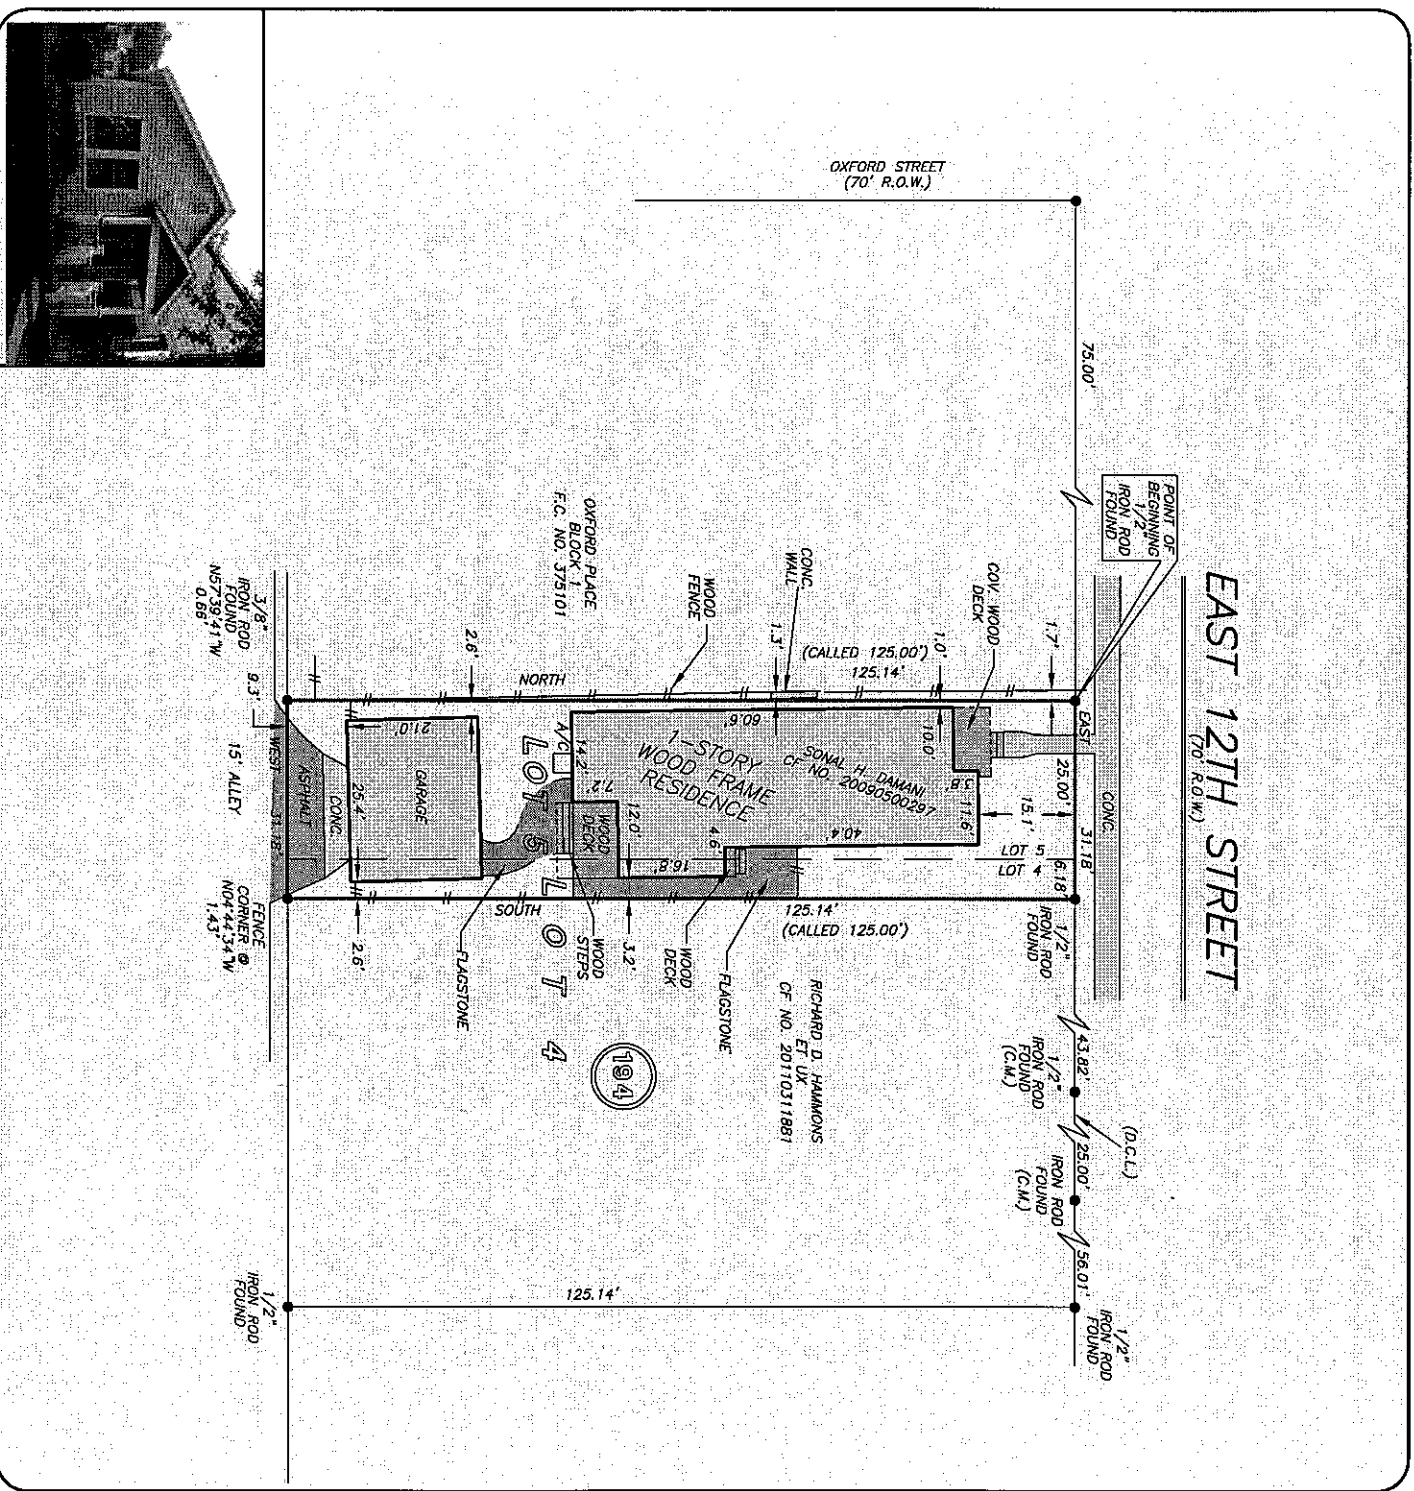 EAST 12TH STREET
(70' R.O.W.)
OXFORD STREET
(70' R.O.W.)
75.00'
POINT OF
BEGINNING
1/2"
IRON ROD
FOUND
CONC.
EAST
31.18'
25.00'
6.18'
1/2"
IRON ROD
FOUND
43.82'
1/2"
IRON ROD
FOUND
(C.M.)
(D.C.L.)
25.00'
IRON ROD
FOUND
(C.M.)
56.01'
1/2"
IRON ROD
FOUND
1.7'
COV. WOOD
DECK
1.0'
15.1'
LOT 5
LOT 4
(CALLED 125.00')
125.14'
CONC.
WALL
1.3'
WOOD
FENCE
NORTH
10.0'
3.8'
11.6'
60.6'
40.4'
SONAL H. DAMANI
CF NO. 20090500297
1-STORY
WOOD FRAME
RESIDENCE
4.6'
16.8'
12.0'
7.2'
14.2'
A/C
WOOD
DECK
LOT 5
LOT 4
125.14'
(CALLED 125.00')
SOUTH
3.2'
WOOD
STEPS
WOOD
DECK
FLAGSTONE
FLAGSTONE
RICHARD D. HAMMONS
ET UX
CF NO. 20110311881
194
OXFORD PLACE
BLOCK 1
F.C. NO. 375101
2.6'
21.0'
GARAGE
25.4'
2.6'
CONC.
ASPHALT
WEST
31.18'
9.3'
15' ALLEY
3/8"
IRON ROD
FOUND
N57°39'41"W
0.66'
FENCE
CORNER @
N04°44'34"W
1.43'
125.14'
1/2"
IRON ROD
FOUND